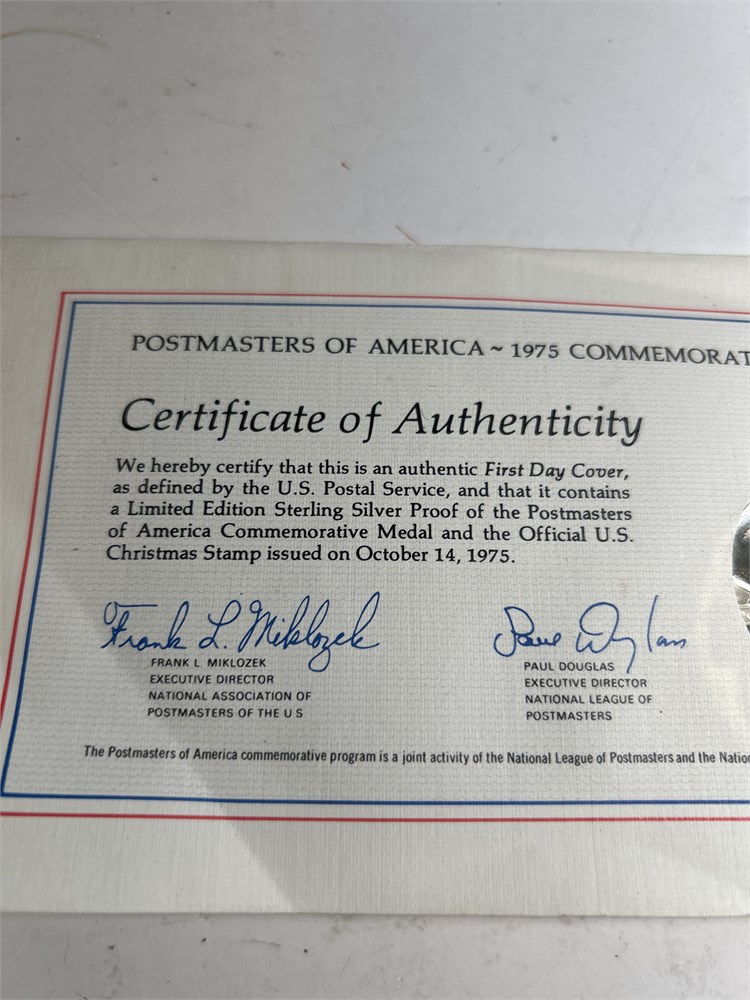 POSTMASTERS OF AMERICA ~ 1975 COMMEMORAT
Certificate of Authenticity
We hereby certify that this is an authentic First Day Cover,
as defined by the U.S. Postal Service, and that it contains
a Limited Edition Sterling Silver Proof of the Postmasters
of America Commemorative Medal and the Official U.S.
Christmas Stamp issued on October 14, 1975.
Frank L. Miklozek Paul Douglas
FRANK L. MIKLOZEK
EXECUTIVE DIRECTOR
NATIONAL ASSOCIATION OF
POSTMASTERS OF THE U S
PAUL DOUGLAS
EXECUTIVE DIRECTOR
NATIONAL LEAGUE OF
POSTMASTERS
The Postmasters of America commemorative program is a joint activity of the National League of Postmasters and the Nation